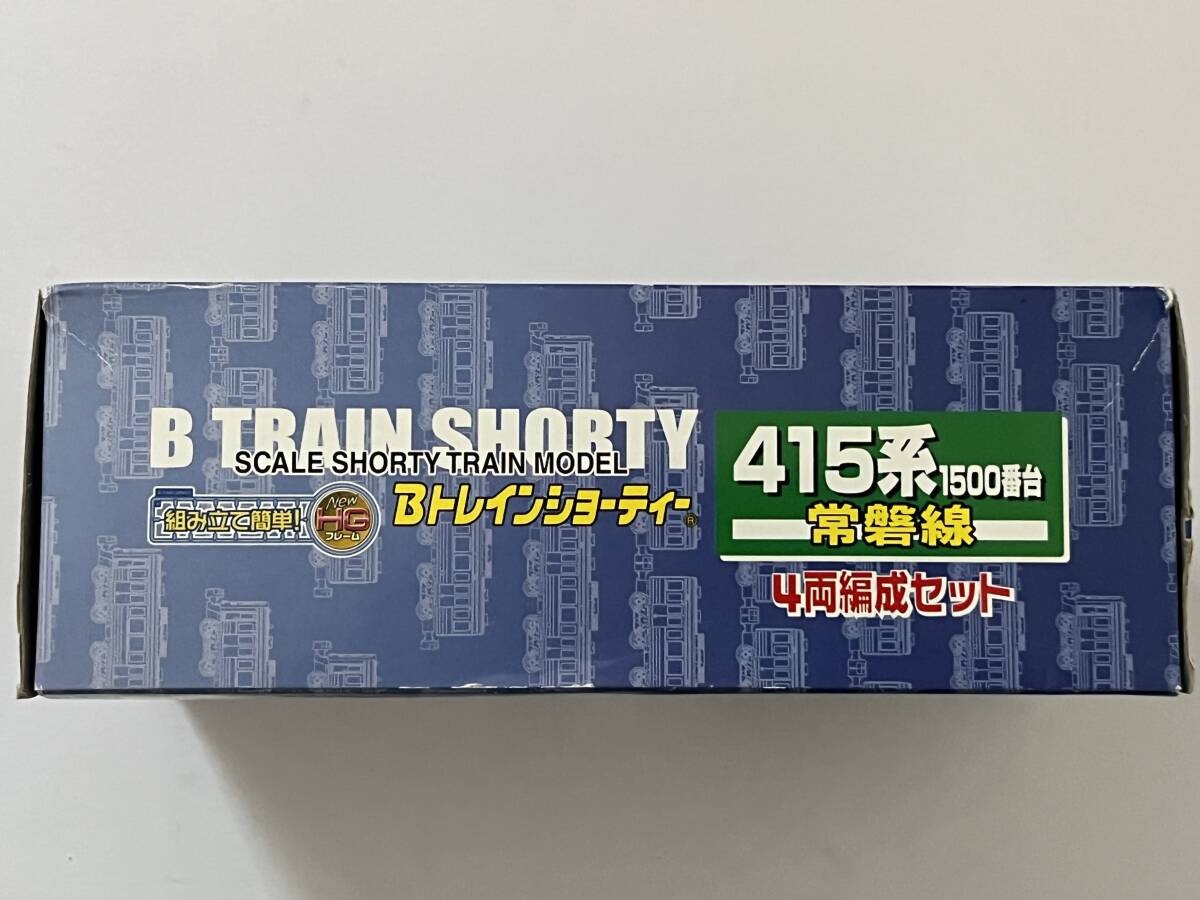 B TRAIN SHORTY
SCALE SHORTY TRAIN MODEL
組み立て簡単!
New
HG
フレーム
Bトレインショーティー®
415系1500番台
常磐線
4両編成セット